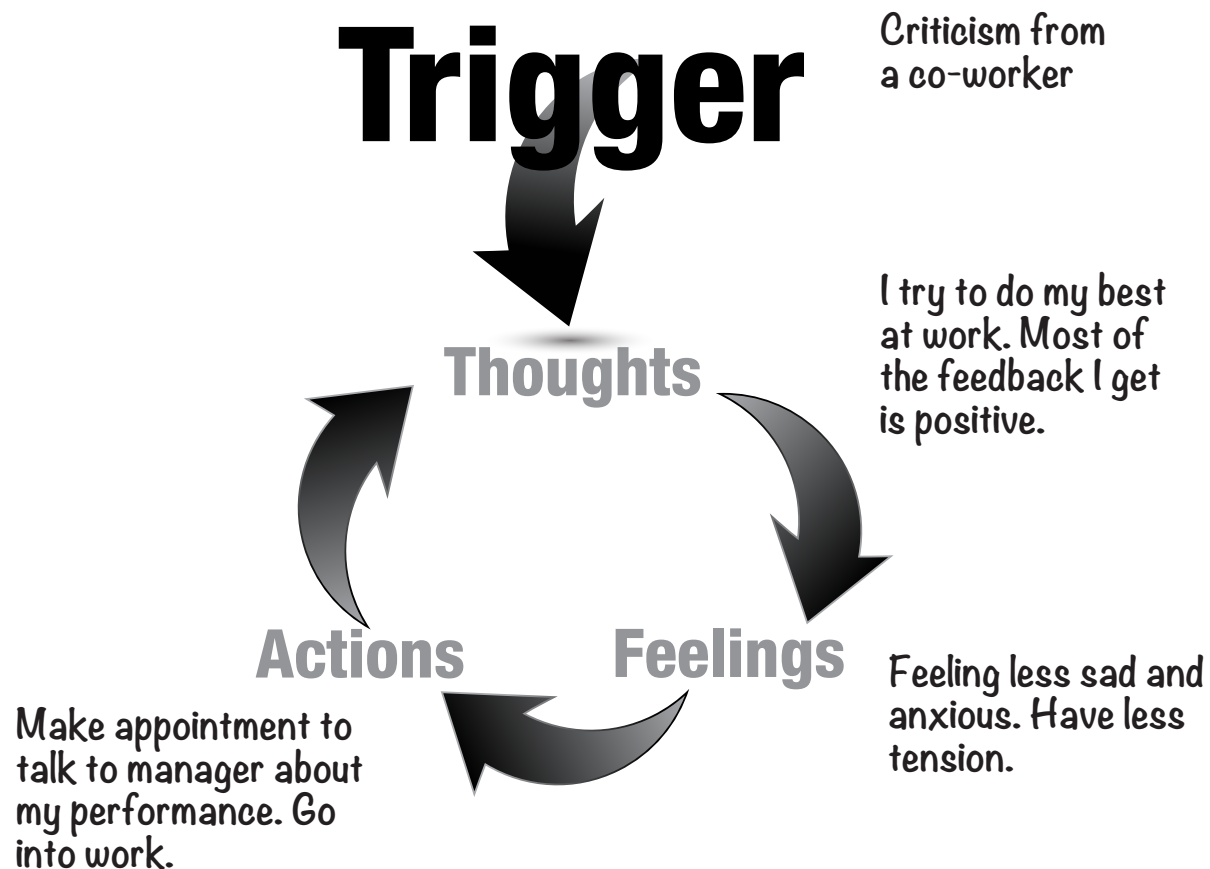 Trigger
Criticism from
a co-worker
Thoughts
I try to do my best
at work. Most of
the feedback I get
is positive.
Feelings
Feeling less sad and
anxious. Have less
tension.
Actions
Make appointment to
talk to manager about
my performance. Go
into work.